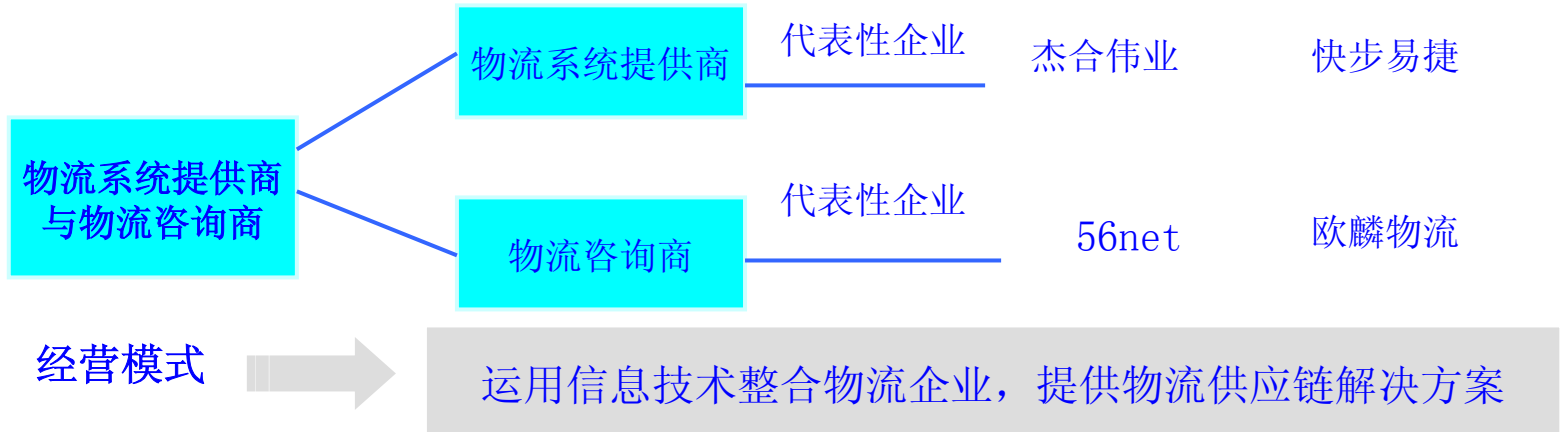 物流系统提供商
与物流咨询商
物流系统提供商
代表性企业
杰合伟业
快步易捷
物流咨询商
代表性企业
56net
欧麟物流
经营模式
运用信息技术整合物流企业，提供物流供应链解决方案